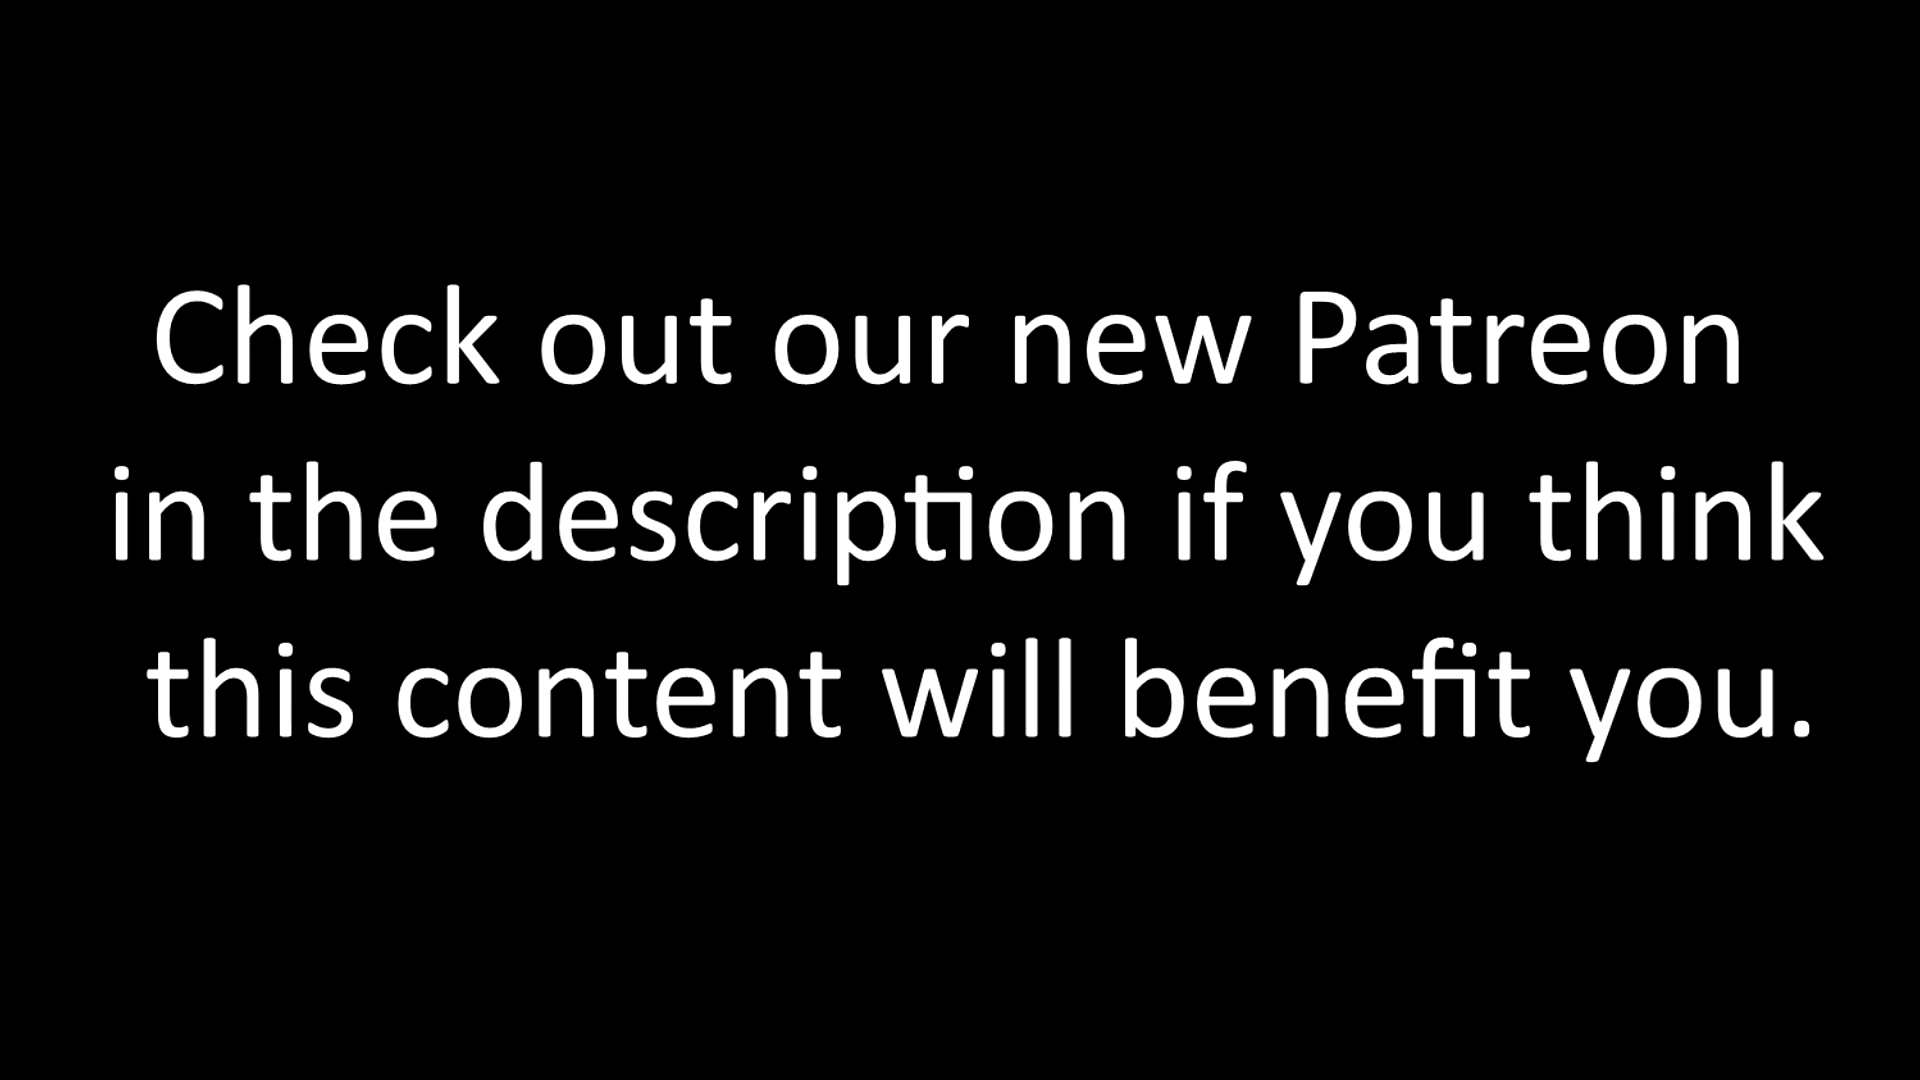 Check out our new Patreon
in the description if you think
this content will benefit you.